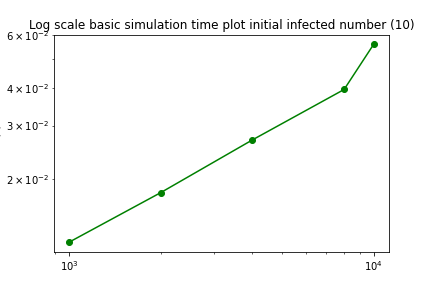 Log scale basic simulation time plot initial infected number (10)
6 × 10⁻²
4 × 10⁻²
3 × 10⁻²
2 × 10⁻²
10³ 10⁴